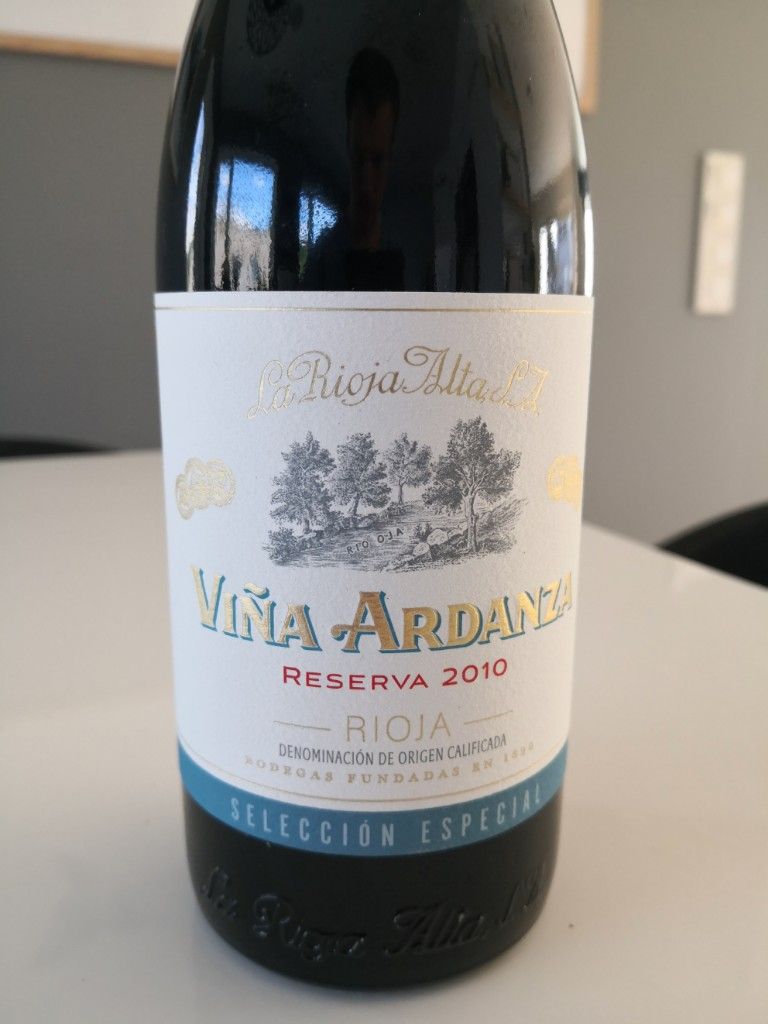 La Rioja Alta, S.A.
RIO OJA
VIÑA ARDANZA
RESERVA 2010
RIOJA
DENOMINACIÓN DE ORIGEN CALIFICADA
BODEGAS FUNDADAS EN 1890
SELECCIÓN ESPECIAL
La Rioja Alta, S.A.